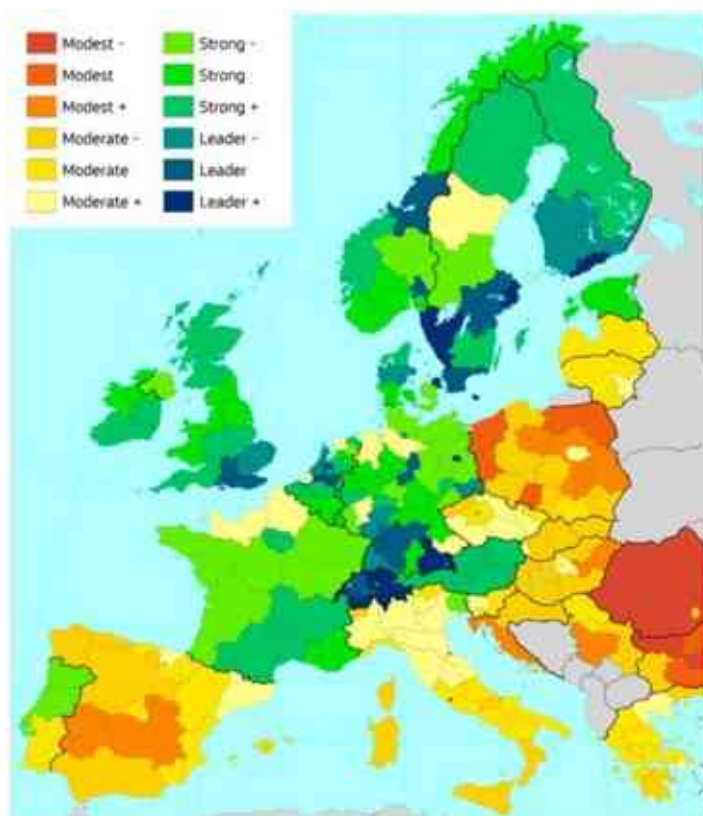 Modest -
Modest
Modest +
Moderate -
Moderate
Moderate +
Strong -
Strong
Strong +
Leader -
Leader
Leader +